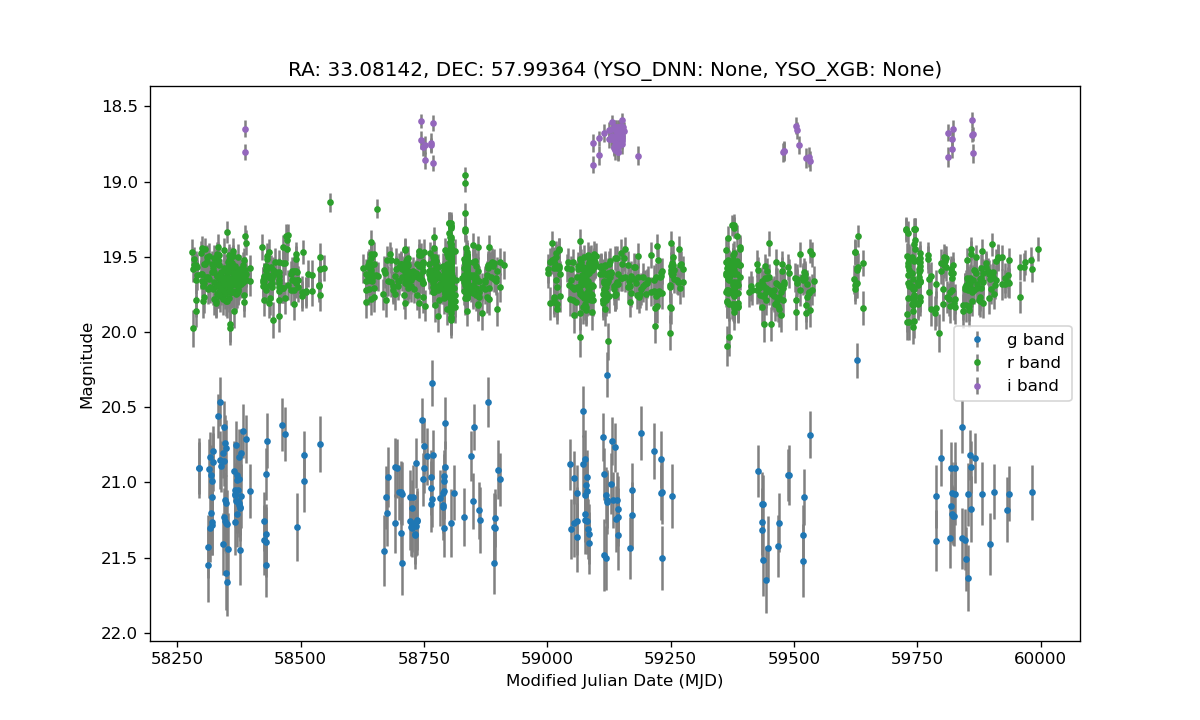 RA: 33.08142, DEC: 57.99364 (YSO_DNN: None, YSO_XGB: None)
18.5
19.0
19.5
20.0
20.5
21.0
21.5
22.0
Magnitude
g band
r band
i band
58250 58500 58750 59000 59250 59500 59750 60000
Modified Julian Date (MJD)